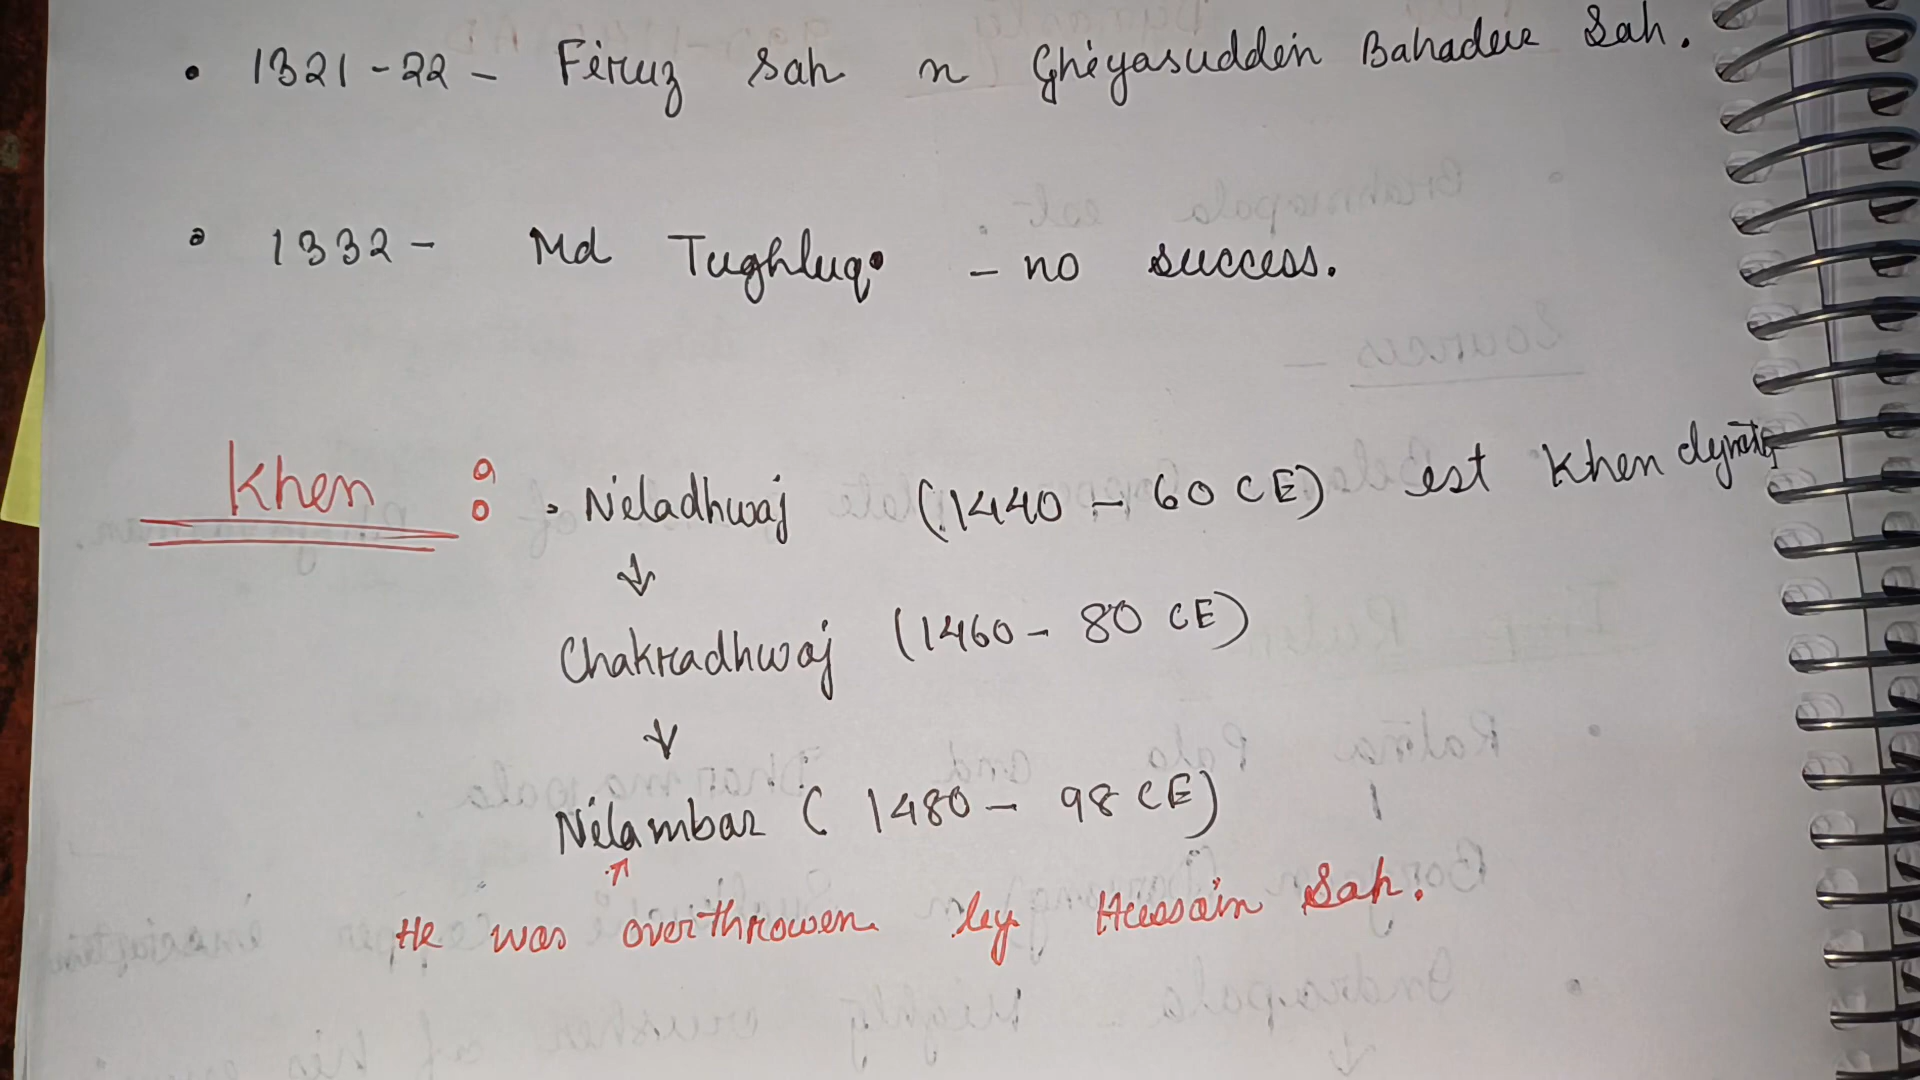 • 1321-22 - Firuz Sah n Ghiyasuddin Bahadur Sah.
• 1332 - Md Tughluq - no success.
Khen : • Niladhwaj (1440 - 60 CE) est Khen dynasty
↓
Chakradhwaj (1460 - 80 CE)
↓
Nilambar (1480 - 98 CE)
↑
He was overthrowen by Hussain Sah.